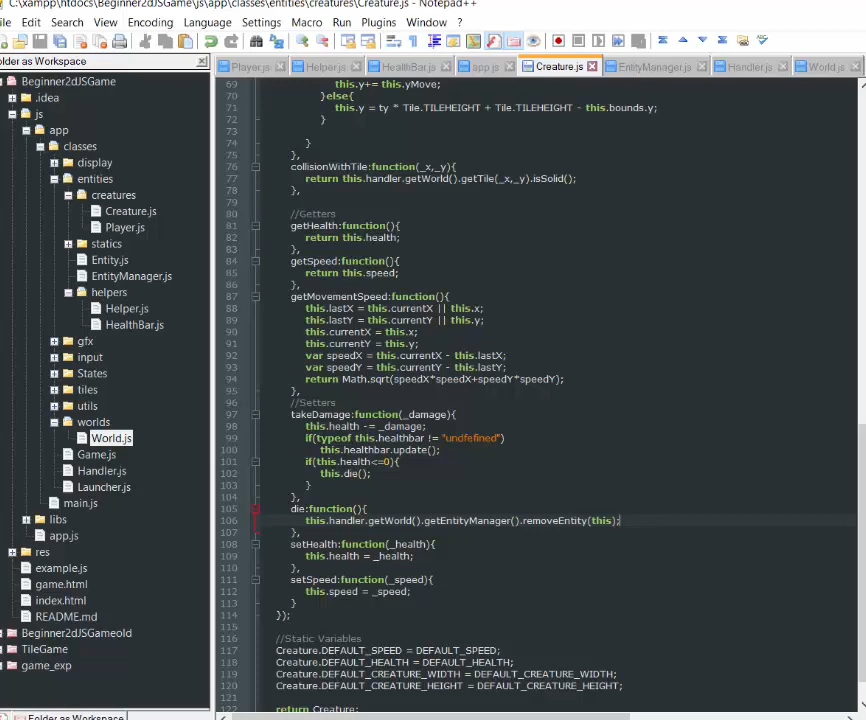 C:\xampp\htdocs\Beginner2dJSGame\js\app\classes\entities\creatures\Creature.js - Notepad++
Edit Search View Encoding Language Settings Macro Run Plugins Window ?
older as Workspace
Player.js Helper.js HealthBar.js app.js Creature.js EntityManager.js Handler.js World.js
Beginner2dJSGame
.idea
js
app
classes
display
entities
creatures
Creature.js
Player.js
statics
Entity.js
EntityManager.js
helpers
Helper.js
HealthBar.js
gfx
input
States
tiles
utils
worlds
World.js
Game.js
Handler.js
Launcher.js
main.js
libs
app.js
res
example.js
game.html
index.html
README.md
Beginner2dJSGameold
TileGame
game_exp
Folder as Workspace
69 this.y+= this.yMove;
70 }else{
71 this.y = ty * Tile.TILEHEIGHT + Tile.TILEHEIGHT - this.bounds.y;
72 }
73
74 }
75 },
76 collisionWithTile:function(_x,_y){
77 return this.handler.getWorld().getTile(_x,_y).isSolid();
78 },
79
80 //Getters
81 getHealth:function(){
82 return this.health;
83 },
84 getSpeed:function(){
85 return this.speed;
86 },
87 getMovementSpeed:function(){
88 this.lastX = this.currentX || this.x;
89 this.lastY = this.currentY || this.y;
90 this.currentX = this.x;
91 this.currentY = this.y;
92 var speedX = this.currentX - this.lastX;
93 var speedY = this.currentY - this.lastY;
94 return Math.sqrt(speedX*speedX+speedY*speedY);
95 },
96 //Setters
97 takeDamage:function(_damage){
98 this.health -= _damage;
99 if(typeof this.healthbar != "undfefined")
100 this.healthbar.update();
101 if(this.health<=0){
102 this.die();
103 }
104 },
105 die:function(){
106 this.handler.getWorld().getEntityManager().removeEntity(this);
107 },
108 setHealth:function(_health){
109 this.health = _health;
110 },
111 setSpeed:function(_speed){
112 this.speed = _speed;
113 }
114 });
115
116 //Static Variables
117 Creature.DEFAULT_SPEED = DEFAULT_SPEED;
118 Creature.DEFAULT_HEALTH = DEFAULT_HEALTH;
119 Creature.DEFAULT_CREATURE_WIDTH = DEFAULT_CREATURE_WIDTH;
120 Creature.DEFAULT_CREATURE_HEIGHT = DEFAULT_CREATURE_HEIGHT;
121
122 return Creature;